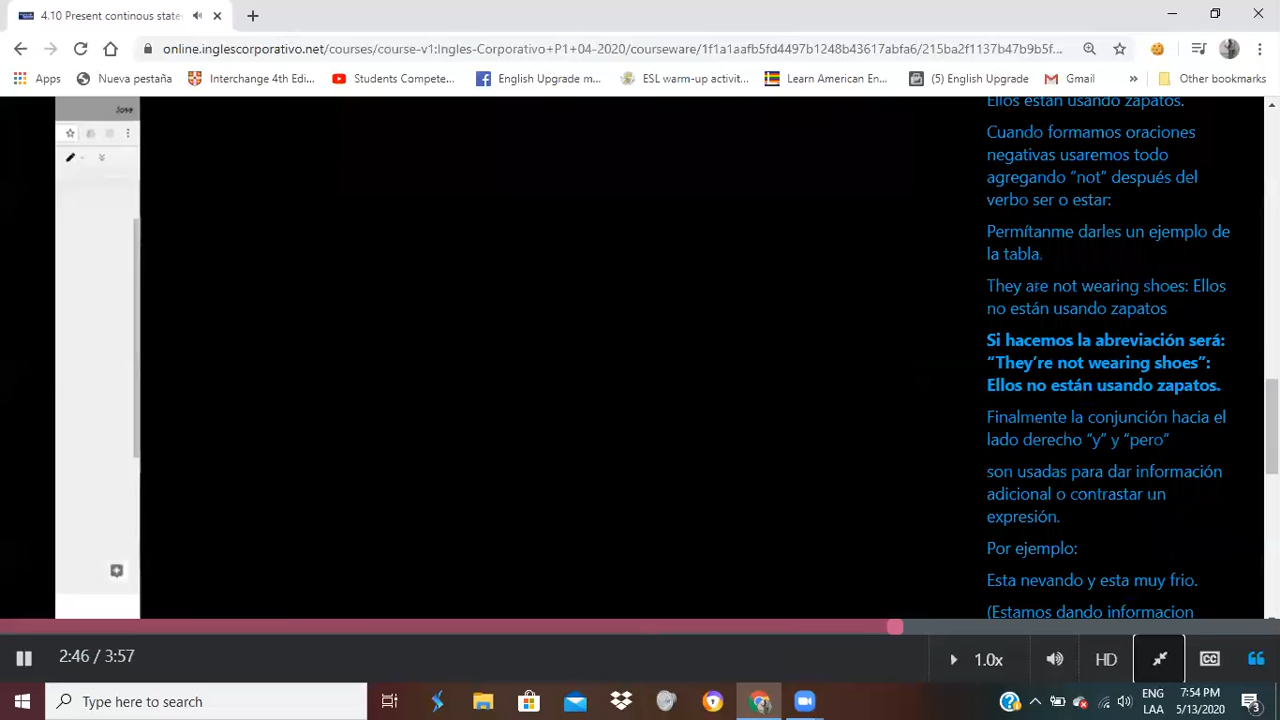 4.10 Present continous state
online.inglescorporativo.net/courses/course-v1:Ingles-Corporativo+P1+04-2020/courseware/1f1a1aafb5fd4497b1248b43617abfa6/215ba2f1137b47b9b5f...
Apps
Nueva pestaña
Interchange 4th Edi...
Students Compete...
English Upgrade m...
ESL warm-up activit...
Learn American En...
(5) English Upgrade
Gmail
»
Other bookmarks
Jose
Ellos están usando zapatos.
Cuando formamos oraciones
negativas usaremos todo
agregando “not” después del
verbo ser o estar:
Permítanme darles un ejemplo de
la tabla.
They are not wearing shoes: Ellos
no están usando zapatos
Si hacemos la abreviación será:
“They’re not wearing shoes”:
Ellos no están usando zapatos.
Finalmente la conjunción hacia el
lado derecho “y” y “pero”
son usadas para dar información
adicional o contrastar un
expresión.
Por ejemplo:
Esta nevando y esta muy frio.
(Estamos dando informacion
2:46 / 3:57
1.0x
HD
CC
Type here to search
ENG
LAA
7:54 PM
5/13/2020
3